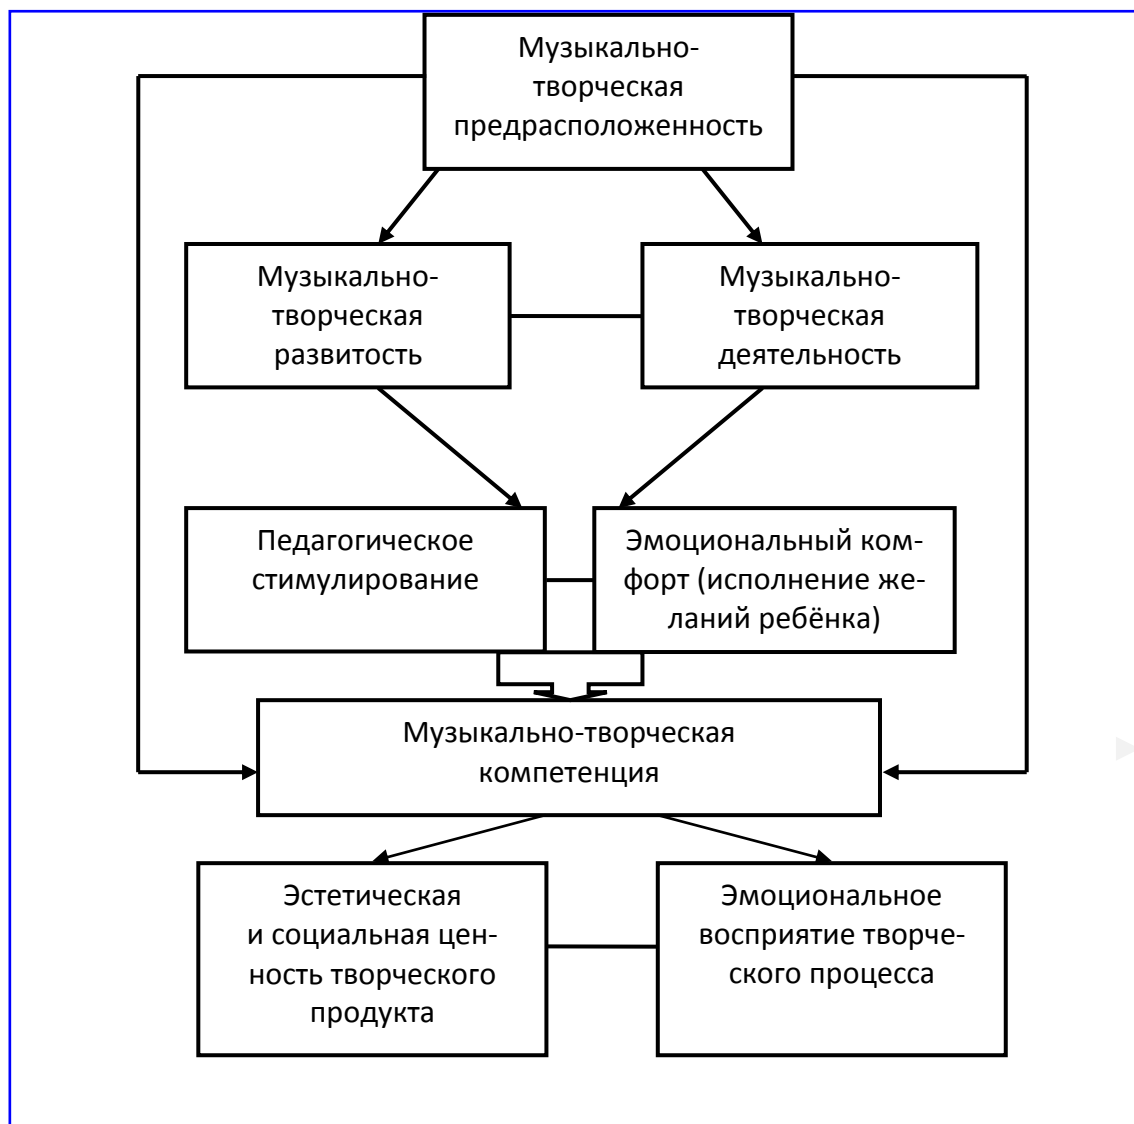 Музыкально-
творческая
предрасположенность
Музыкально-
творческая
развитость
Музыкально-
творческая
деятельность
Педагогическое
стимулирование
Эмоциональный ком-
форт (исполнение же-
ланий ребёнка)
Музыкально-творческая
компетенция
Эстетическая
и социальная цен-
ность творческого
продукта
Эмоциональное
восприятие творче-
ского процесса